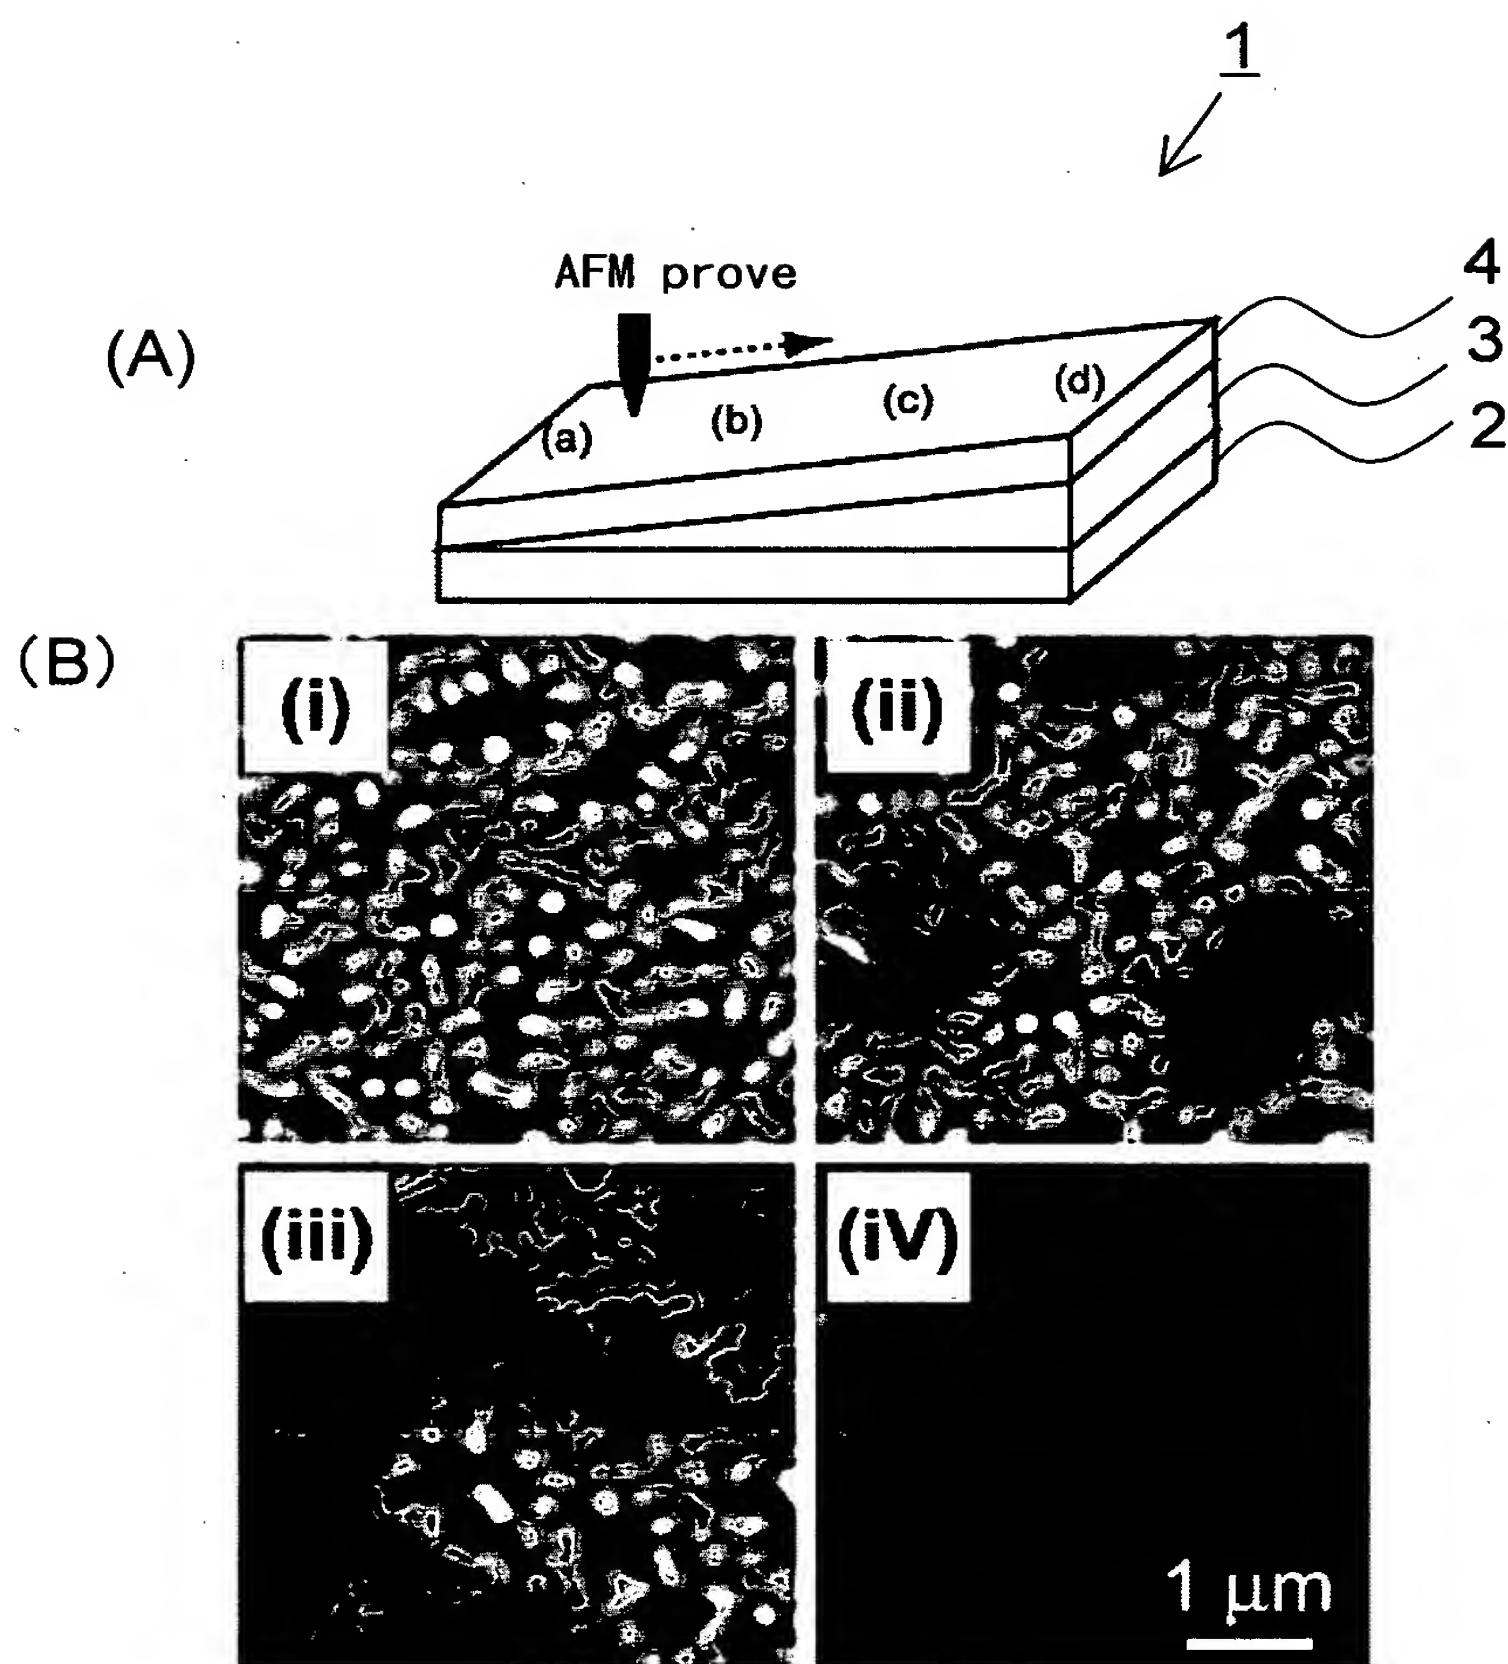 1
AFM prove
4
(A)
3
(d)
(c)
2
(b)
(a)
(B)
(i)
(ii)
(iii)
(iV)
1 μm